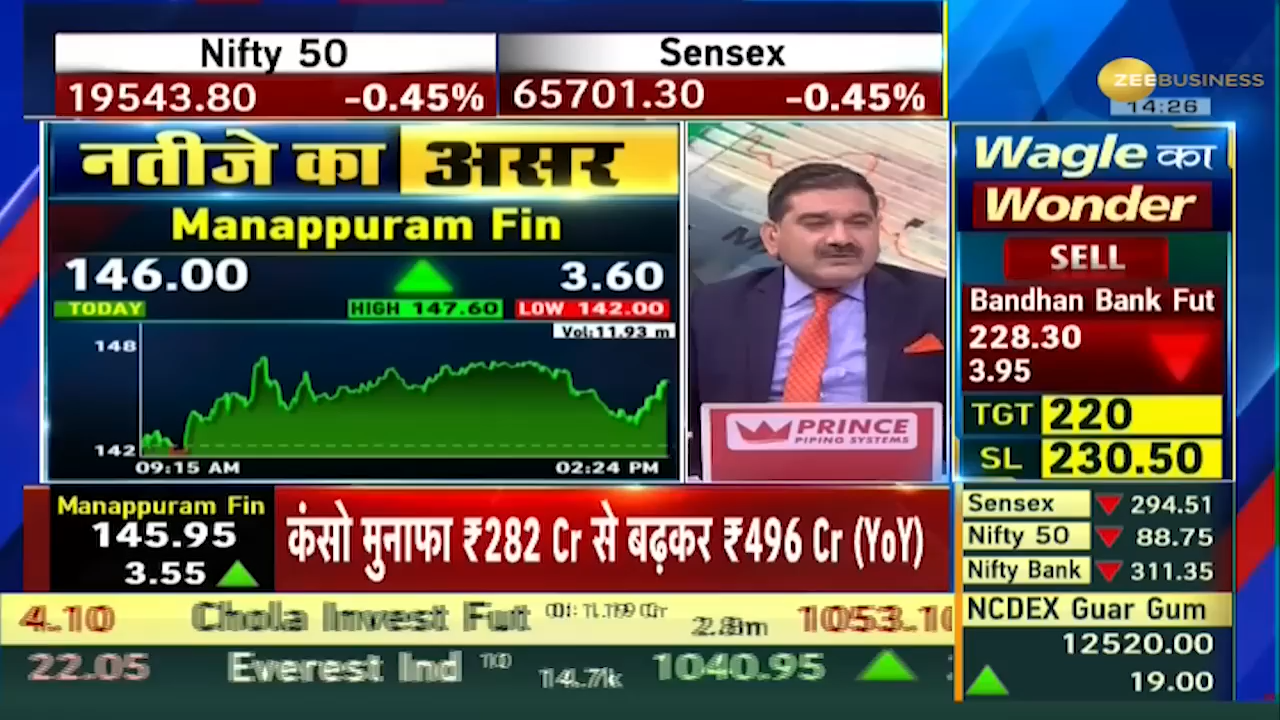 Nifty 50
Sensex
19543.80 -0.45%
65701.30 -0.45%
ZEEBUSINESS
14:26
नतीजे का असर
Manappuram Fin
146.00 3.60
TODAY HIGH 147.60 LOW 142.00
Vol:11.93 m
148
142
09:15 AM 02:24 PM
PRINCE
PIPING SYSTEMS
Wagle का
Wonder
SELL
Bandhan Bank Fut
228.30
3.95
TGT 220
SL 230.50
Manappuram Fin
145.95
3.55
कंसो मुनाफा ₹282 Cr से बढ़कर ₹496 Cr (YoY)
Sensex 294.51
Nifty 50 88.75
Nifty Bank 311.35
NCDEX Guar Gum
12520.00
19.00
4.10 Chola Invest Fut 1053.10
22.05 Everest Ind 14.71k 1040.95